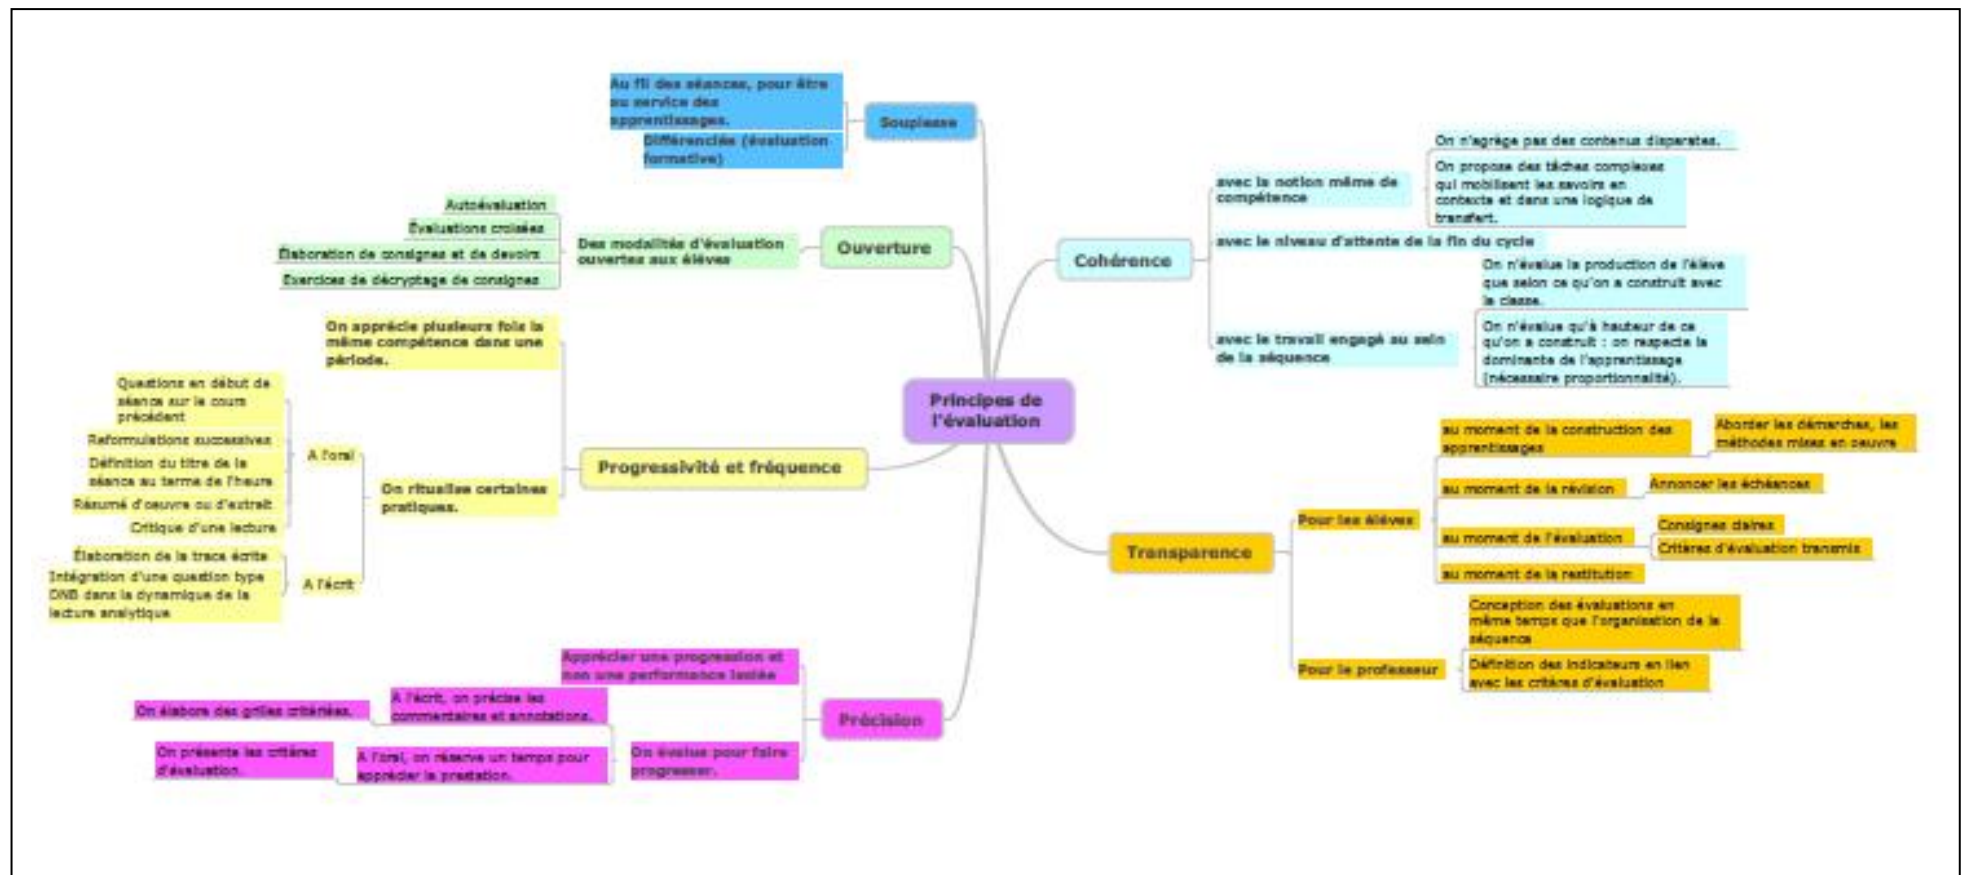 Principes de
l'évaluation
Souplesse
Au fil des séances, pour être
au service des
apprentissages.
Différenciée (évaluation
formative)
Ouverture
Des modalités d'évaluation
ouvertes aux élèves
Autoévaluation
Évaluations croisées
Élaboration de consignes et de devoirs
Exercices de décryptage de consignes
Progressivité et fréquence
On apprécie plusieurs fois la
même compétence dans une
période.
On ritualise certaines
pratiques.
A l'oral
Questions en début de
séance sur le cours
précédent
Reformulations successives
Définition du titre de la
séance au terme de l'heure
Résumé d'oeuvre ou d'extrait
Critique d'une lecture
A l'écrit
Élaboration de la trace écrite
Intégration d'une question type
DNB dans la dynamique de la
lecture analytique
Précision
Apprécier une progression et
non une performance isolée
On évalue pour faire
progresser.
A l'écrit, on précise les
commentaires et annotations.
On élabore des grilles critériées.
A l'oral, on réserve un temps pour
apprécier la prestation.
On présente les critères
d'évaluation.
Cohérence
avec la notion même de
compétence
On n'agrège pas des contenus disparates.
On propose des tâches complexes
qui mobilisent les savoirs en
contexte et dans une logique de
transfert.
avec le niveau d'attente de la fin du cycle
avec le travail engagé au sein
de la séquence
On n'évalue la production de l'élève
que selon ce qu'on a construit avec
la classe.
On n'évalue qu'à hauteur de ce
qu'on a construit : on respecte la
dominante de l'apprentissage
(nécessaire proportionnalité).
Transparence
Pour les élèves
au moment de la construction des
apprentissages
Aborder les démarches, les
méthodes mises en oeuvre
au moment de la révision
Annoncer les échéances
au moment de l'évaluation
Consignes claires
Critères d'évaluation transmis
au moment de la restitution
Pour le professeur
Conception des évaluations en
même temps que l'organisation de la
séquence
Définition des indicateurs en lien
avec les critères d'évaluation